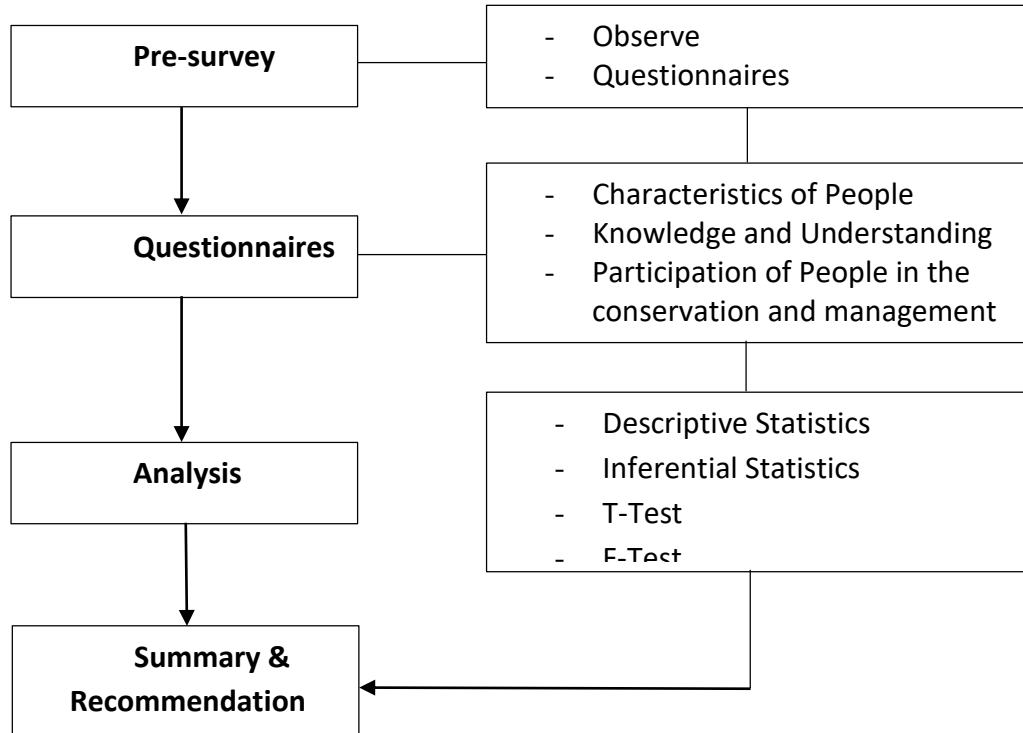 Pre-survey
- Observe
- Questionnaires
Questionnaires
- Characteristics of People
- Knowledge and Understanding
- Participation of People in the
conservation and management
Analysis
- Descriptive Statistics
- Inferential Statistics
- T-Test
- F-Test
Summary &
Recommendation